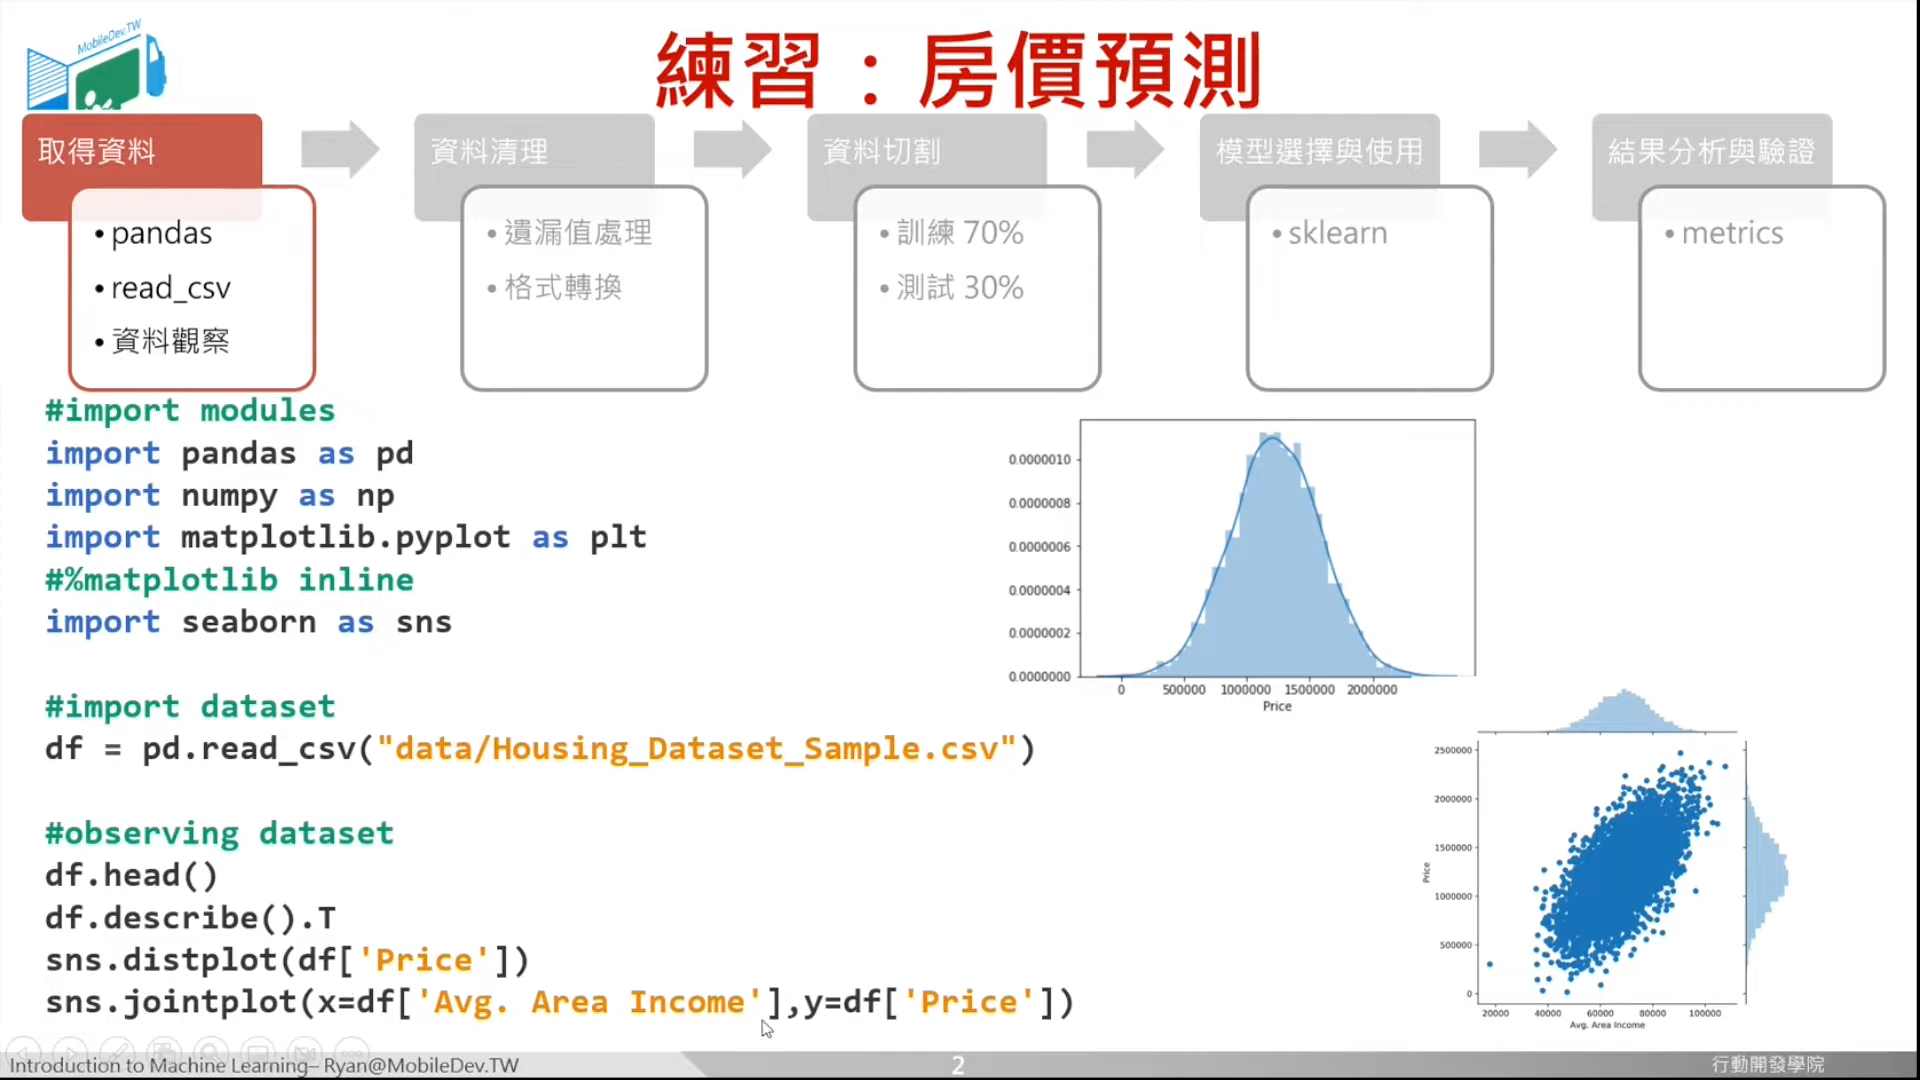 MobileDev.TW
練習：房價預測
取得資料
• pandas
• read_csv
• 資料觀察
資料清理
• 遺漏值處理
• 格式轉換
資料切割
• 訓練 70%
• 測試 30%
模型選擇與使用
• sklearn
結果分析與驗證
• metrics
#import modules
import pandas as pd
import numpy as np
import matplotlib.pyplot as plt
#%matplotlib inline
import seaborn as sns
#import dataset
df = pd.read_csv("data/Housing_Dataset_Sample.csv")
#observing dataset
df.head()
df.describe().T
sns.distplot(df['Price'])
sns.jointplot(x=df['Avg. Area Income'],y=df['Price'])
0.0000010
0.0000008
0.0000006
0.0000004
0.0000002
0.0000000
0 500000 1000000 1500000 2000000
Price
2500000
2000000
1500000
1000000
500000
0
Price
20000 40000 60000 80000 100000
Avg. Area Income
Introduction to Machine Learning– Ryan@MobileDev.TW
2
行動開發學院